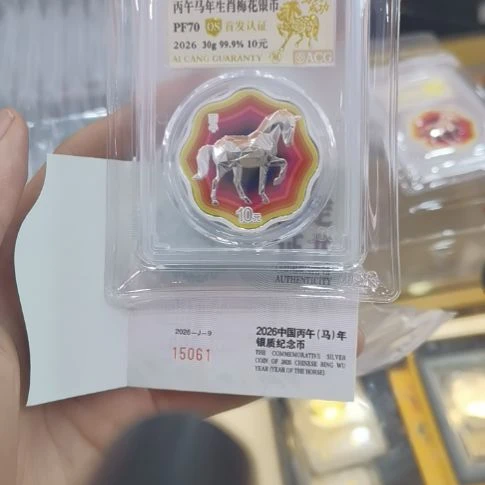 丙午马年生肖梅花银币
PF70 OS 首发认证
2026 30g 99.9% 10元
AI CANG GUARANTY ACG
10元
AUTHENTICITY
2026-J-9
15061
2026中国丙午(马)年
银质纪念币
THE COMMEMORATIVE SILVER
COIN OF 2026 CHINESE BING WU
YEAR (YEAR OF THE HORSE)